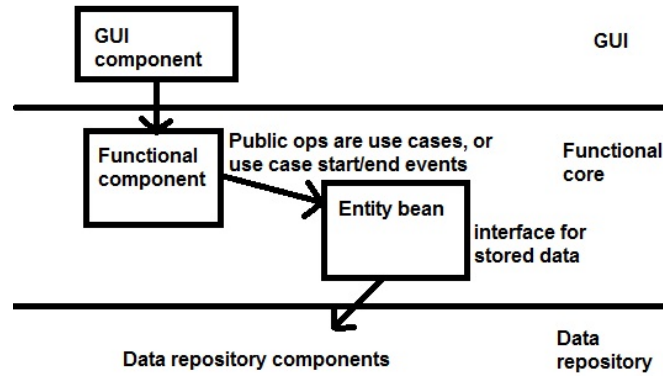 GUI
component
GUI
Functional
component
Public ops are use cases, or
use case start/end events
Functional
core
Entity bean
interface for
stored data
Data repository components
Data
repository